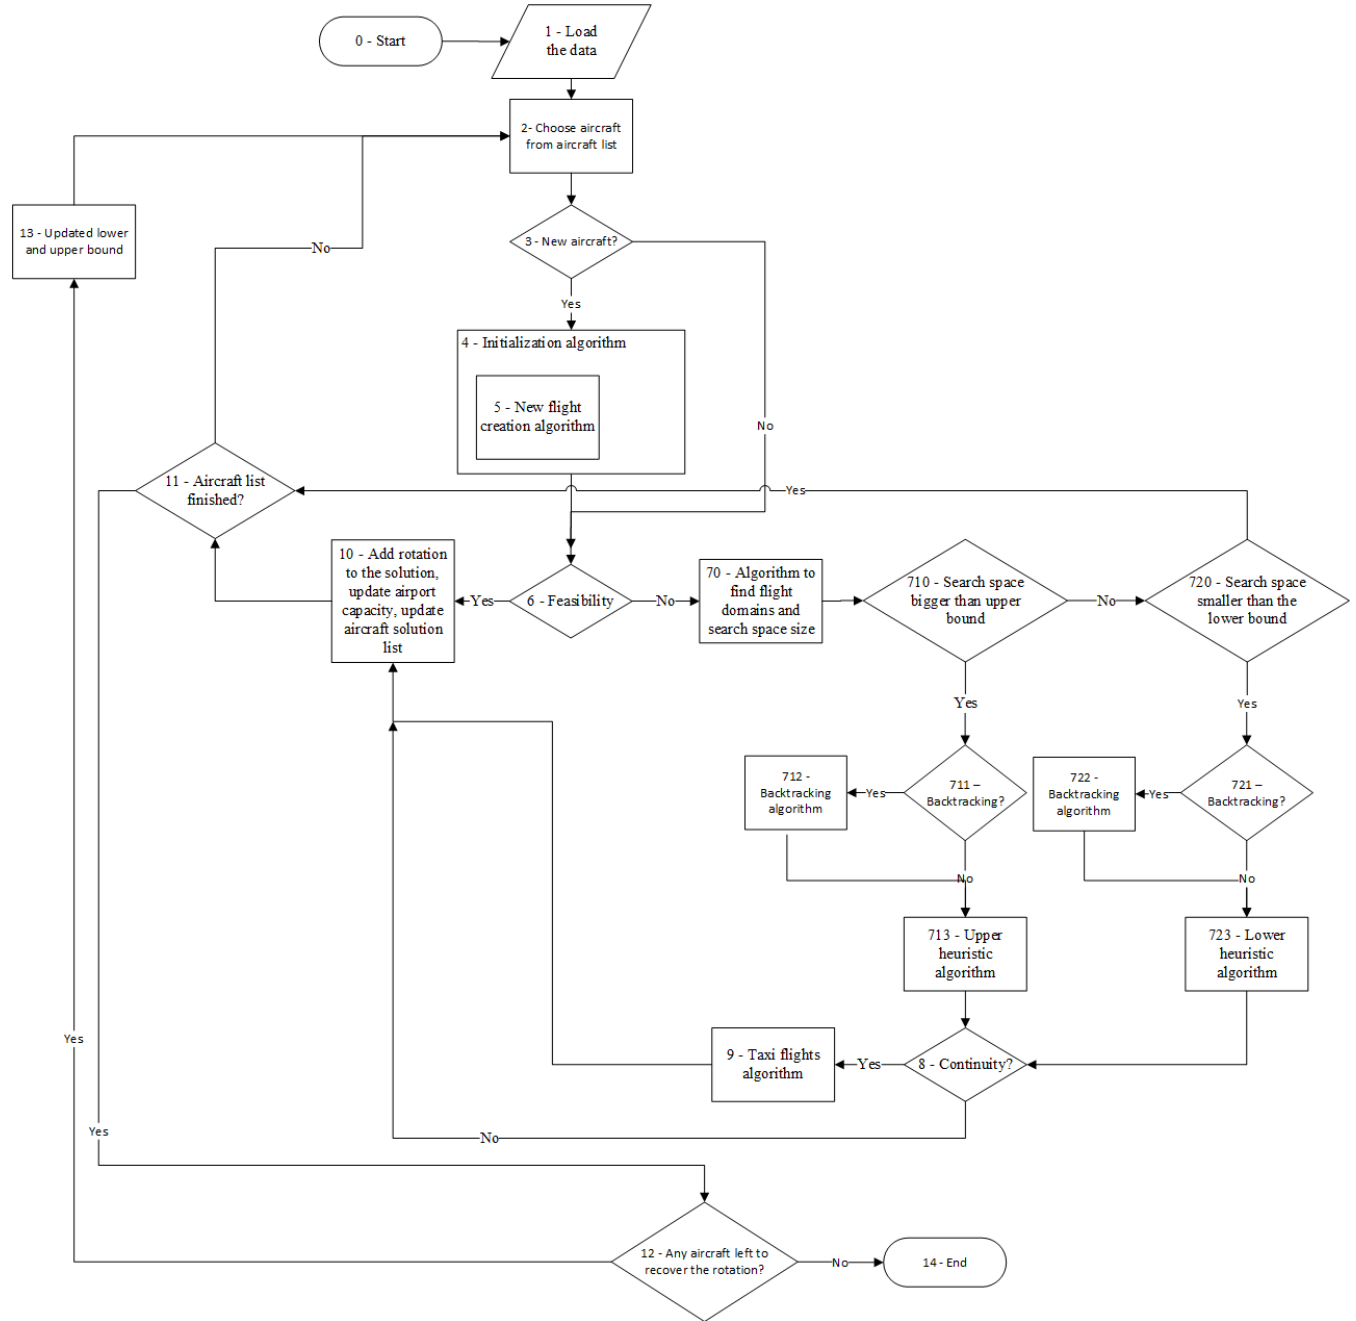 0 - Start
1 - Load
the data
2- Choose aircraft
from aircraft list
13 - Updated lower
and upper bound
3 - New aircraft?
No
Yes
4 - Initialization algorithm
5 - New flight
creation algorithm
No
11 - Aircraft list
finished?
Yes
10 - Add rotation
to the solution,
update airport
capacity, update
aircraft solution
list
Yes
6 - Feasibility
No
70 - Algorithm to
find flight
domains and
search space size
710 - Search space
bigger than upper
bound
No
720 - Search space
smaller than the
lower bound
Yes
Yes
712 -
Backtracking
algorithm
Yes
711 –
Backtracking?
722 -
Backtracking
algorithm
Yes
721 –
Backtracking?
No
No
713 - Upper
heuristic
algorithm
723 - Lower
heuristic
algorithm
Yes
9 - Taxi flights
algorithm
Yes
8 - Continuity?
Yes
No
12 - Any aircraft left to
recover the rotation?
No
14 - End